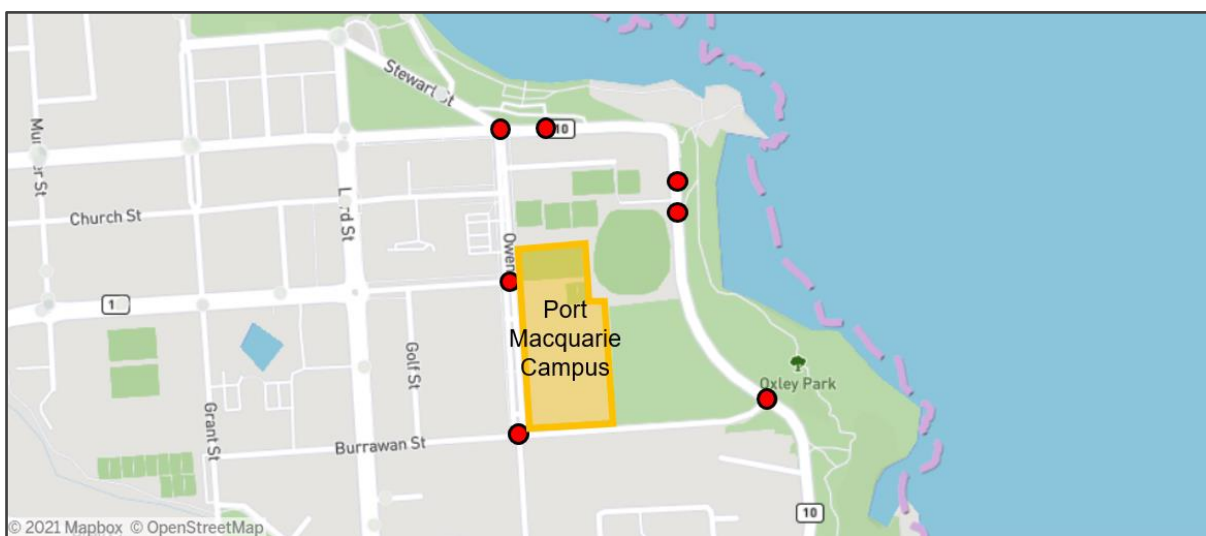 Stewart St
10
Church St
Lord St
Owen
1
Port
Macquarie
Campus
Golf St
Oxley Park
Grant St
Burrawan St
10
© 2021 Mapbox © OpenStreetMap